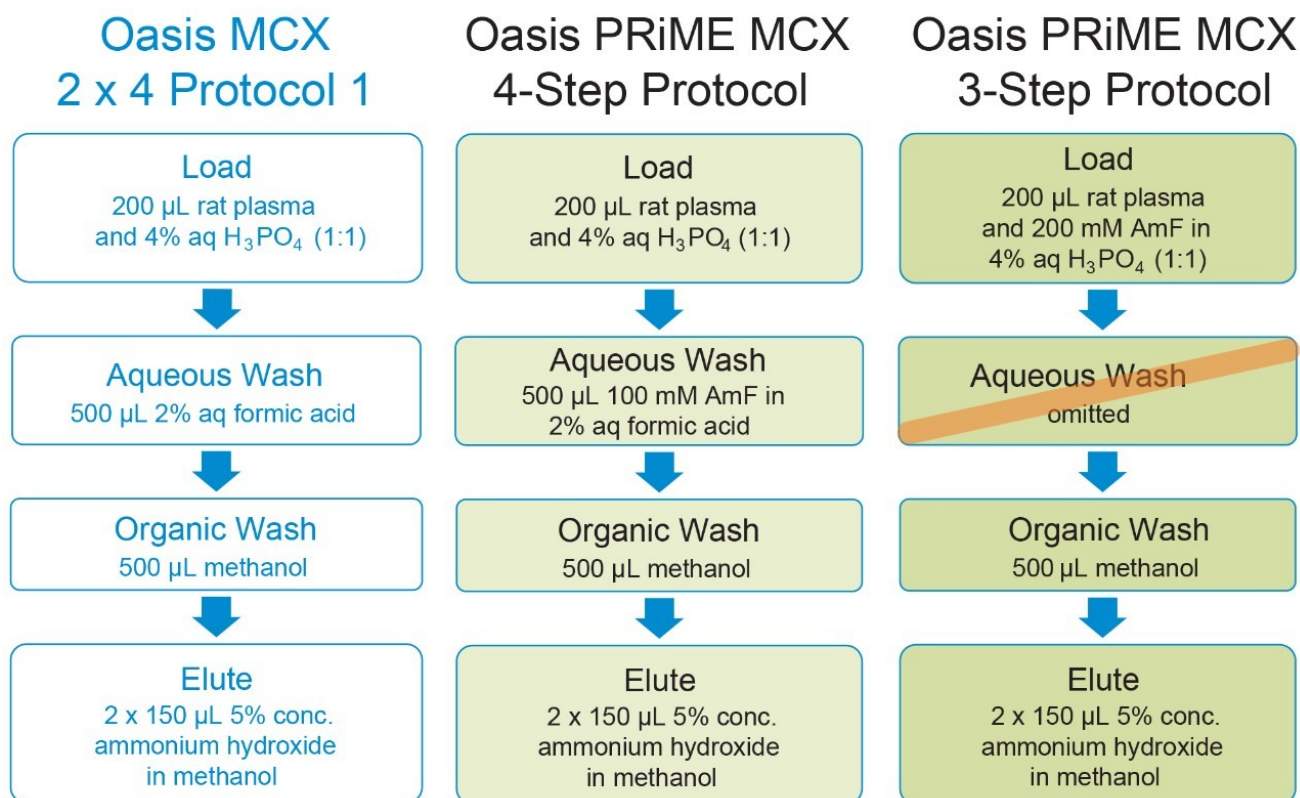 Oasis MCX
2 x 4 Protocol 1
Load
200 µL rat plasma
and 4% aq H₃PO₄ (1:1)
Aqueous Wash
500 µL 2% aq formic acid
Organic Wash
500 µL methanol
Elute
2 x 150 µL 5% conc.
ammonium hydroxide
in methanol
Oasis PRiME MCX
4-Step Protocol
Load
200 µL rat plasma
and 4% aq H₃PO₄ (1:1)
Aqueous Wash
500 µL 100 mM AmF in
2% aq formic acid
Organic Wash
500 µL methanol
Elute
2 x 150 µL 5% conc.
ammonium hydroxide
in methanol
Oasis PRiME MCX
3-Step Protocol
Load
200 µL rat plasma
and 200 mM AmF in
4% aq H₃PO₄ (1:1)
Aqueous Wash
omitted
Organic Wash
500 µL methanol
Elute
2 x 150 µL 5% conc.
ammonium hydroxide
in methanol